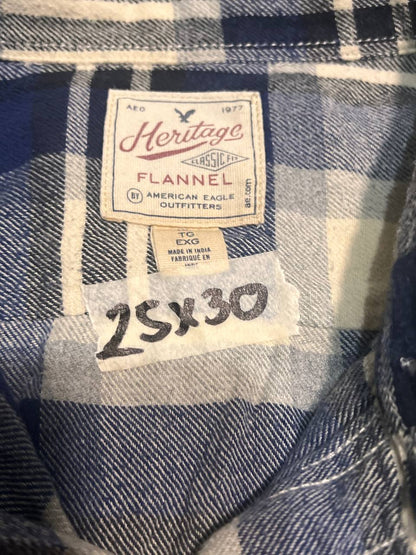 AEO 1977
Heritage
CLASSIC FIT
FLANNEL
BY AMERICAN EAGLE
OUTFITTERS
ae.com
TG
EXG
MADE IN INDIA
FABRIQUÉ EN
25x30